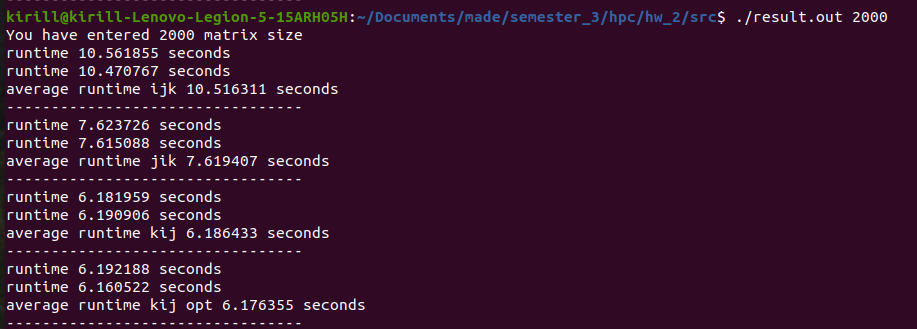 ---------------------------------
kirill@kirill-Lenovo-Legion-5-15ARH05H:~/Documents/made/semester_3/hpc/hw_2/src$ ./result.out 2000
You have entered 2000 matrix size
runtime 10.561855 seconds
runtime 10.470767 seconds
average runtime ijk 10.516311 seconds
---------------------------------
runtime 7.623726 seconds
runtime 7.615088 seconds
average runtime jik 7.619407 seconds
---------------------------------
runtime 6.181959 seconds
runtime 6.190906 seconds
average runtime kij 6.186433 seconds
---------------------------------
runtime 6.192188 seconds
runtime 6.160522 seconds
average runtime kij opt 6.176355 seconds
---------------------------------